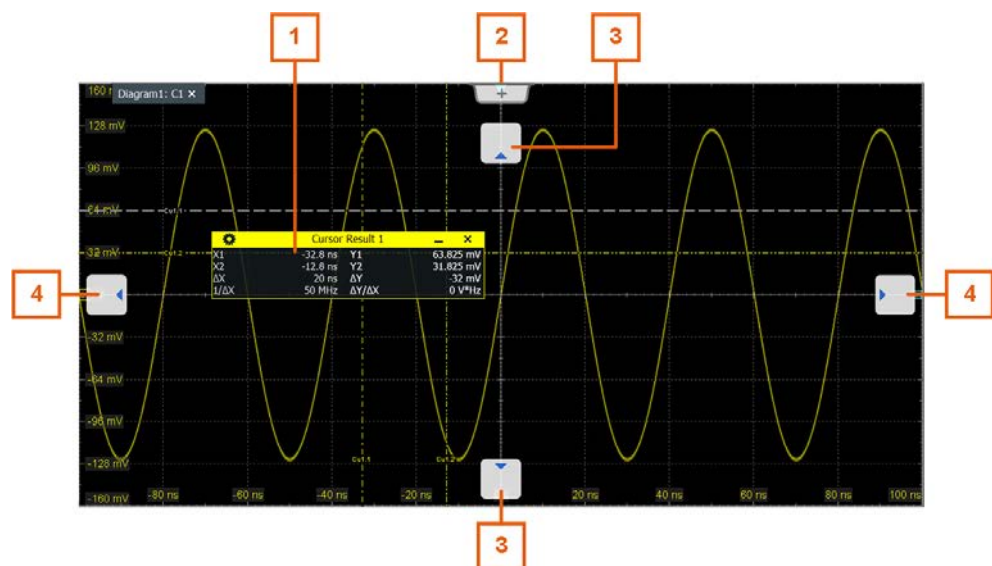 1 2 3
160 m
Diagram1: C1 ×
+
128 mV
96 mV
64 mV
Cu1.1
Cursor Result 1
32 mV
Cu1.2
X1 -32.8 ns Y1 63.825 mV
X2 -12.8 ns Y2 31.825 mV
ΔX 20 ns ΔY -32 mV
1/ΔX 50 MHz ΔY/ΔX 0 V*Hz
4 4
-32 mV
-64 mV
-96 mV
-128 mV
Cu1.1 Cu1.2
-160 mV -80 ns -60 ns -40 ns -20 ns 20 ns 40 ns 60 ns 80 ns 100 ns
3